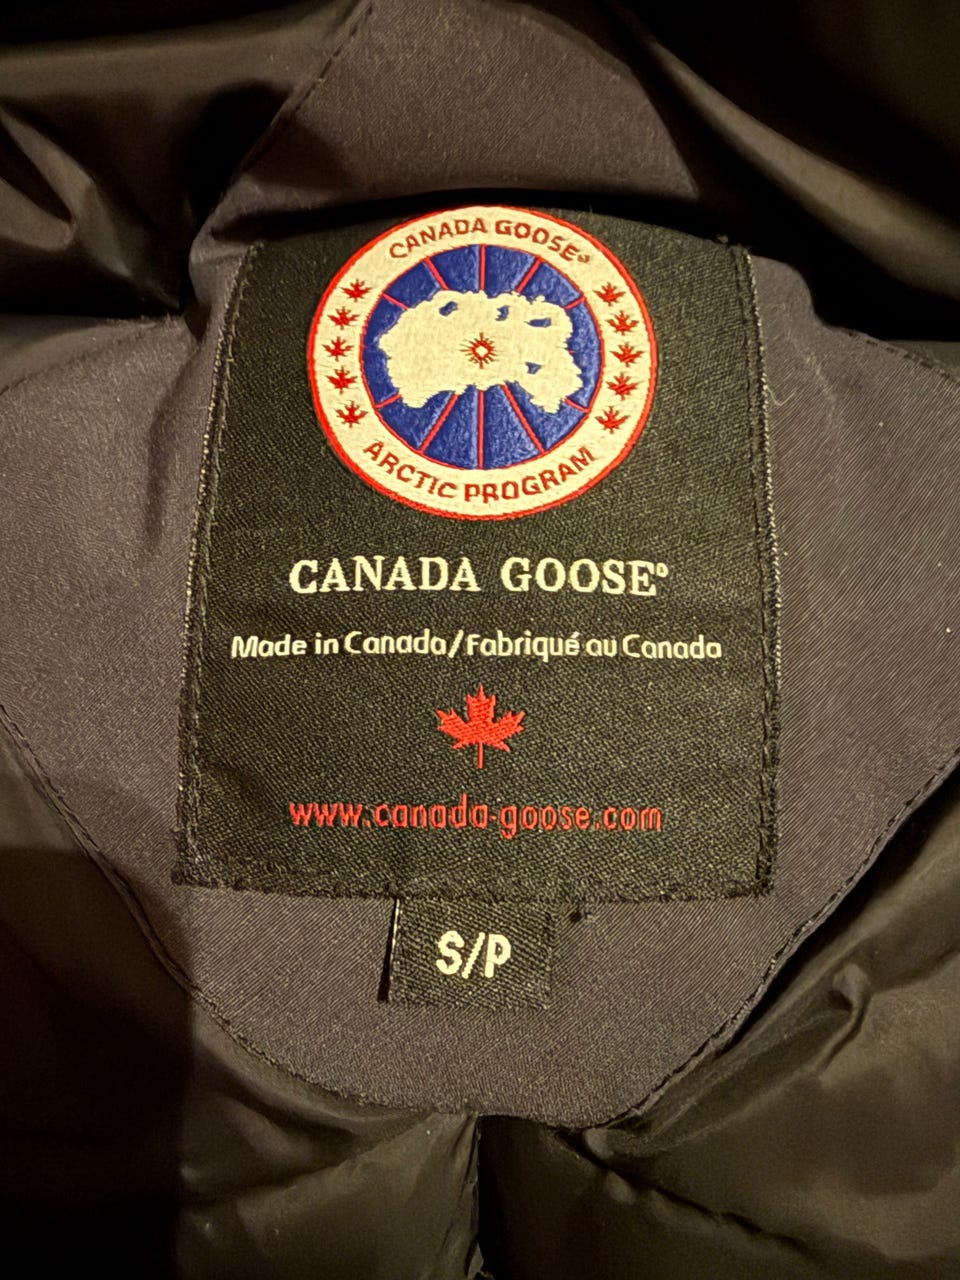 CANADA GOOSE®
ARCTIC PROGRAM
CANADA GOOSE®
Made in Canada/Fabriqué au Canada
www.canada-goose.com
S/P